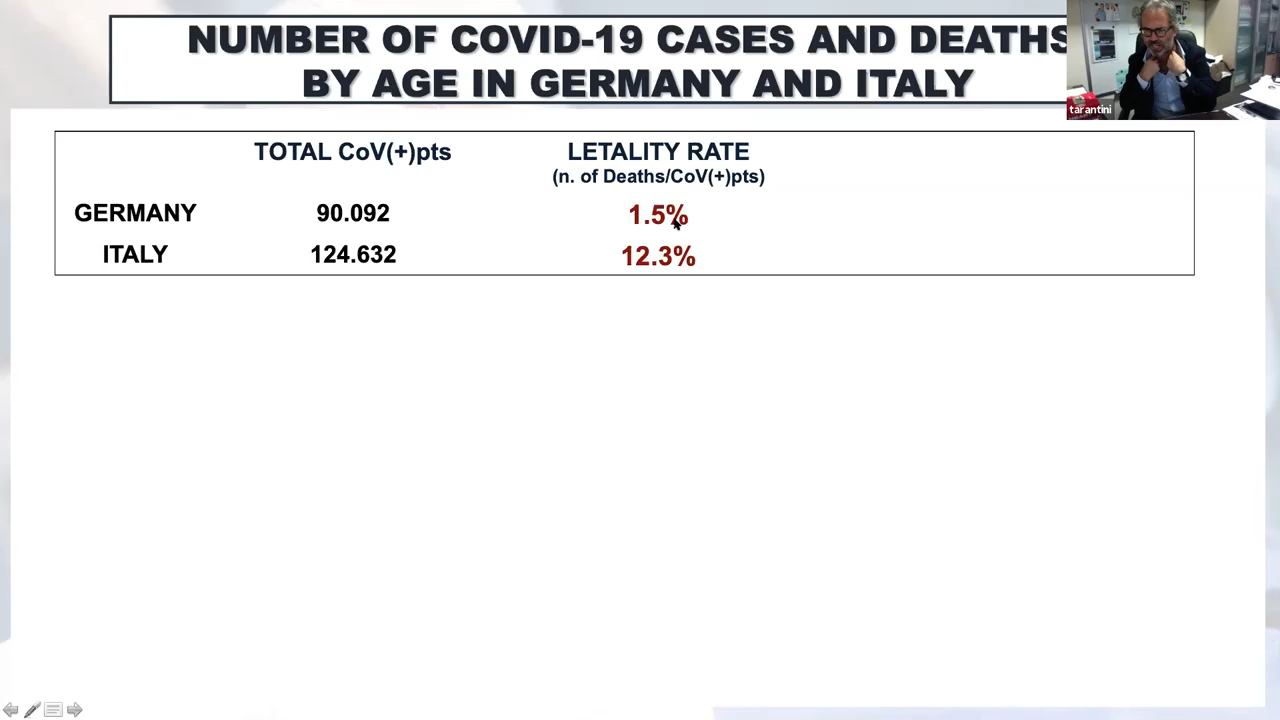 NUMBER OF COVID-19 CASES AND DEATHS
BY AGE IN GERMANY AND ITALY
tarantini
TOTAL CoV(+)pts LETALITY RATE
(n. of Deaths/CoV(+)pts)
GERMANY 90.092 1.5%
ITALY 124.632 12.3%